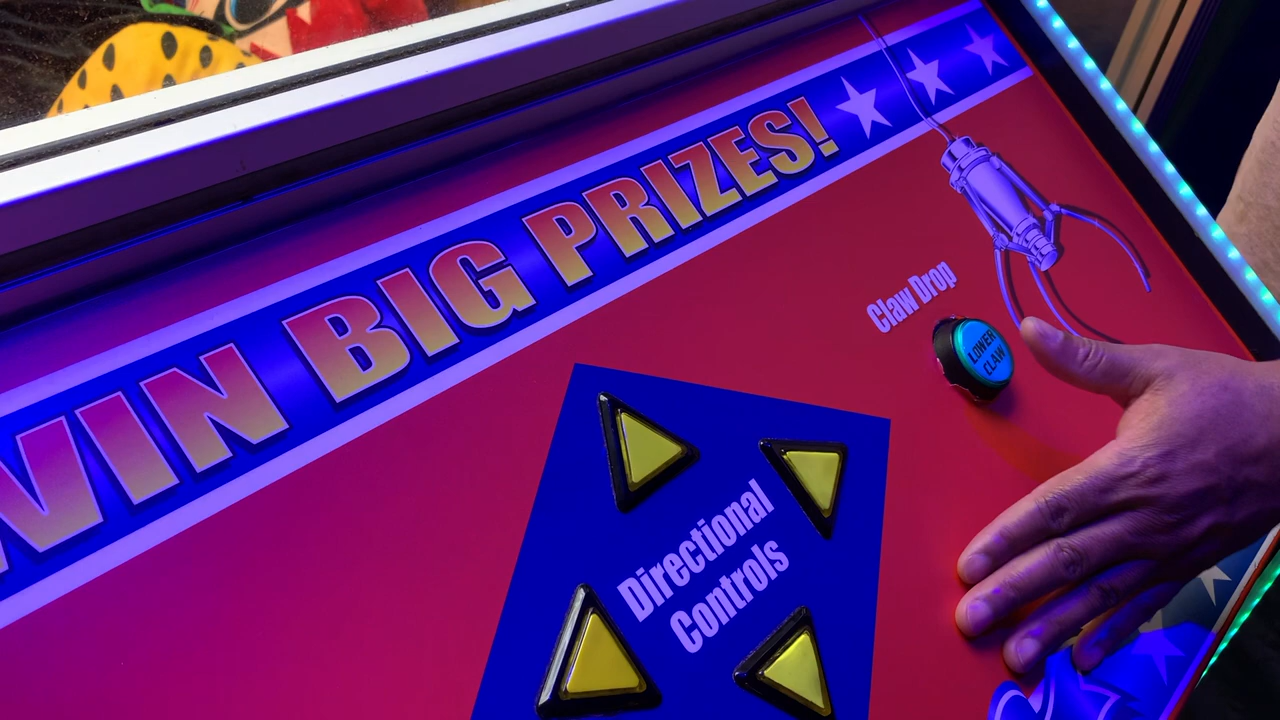 WIN BIG PRIZES!
Claw Drop
LOWER
CLAW
Directional
Controls